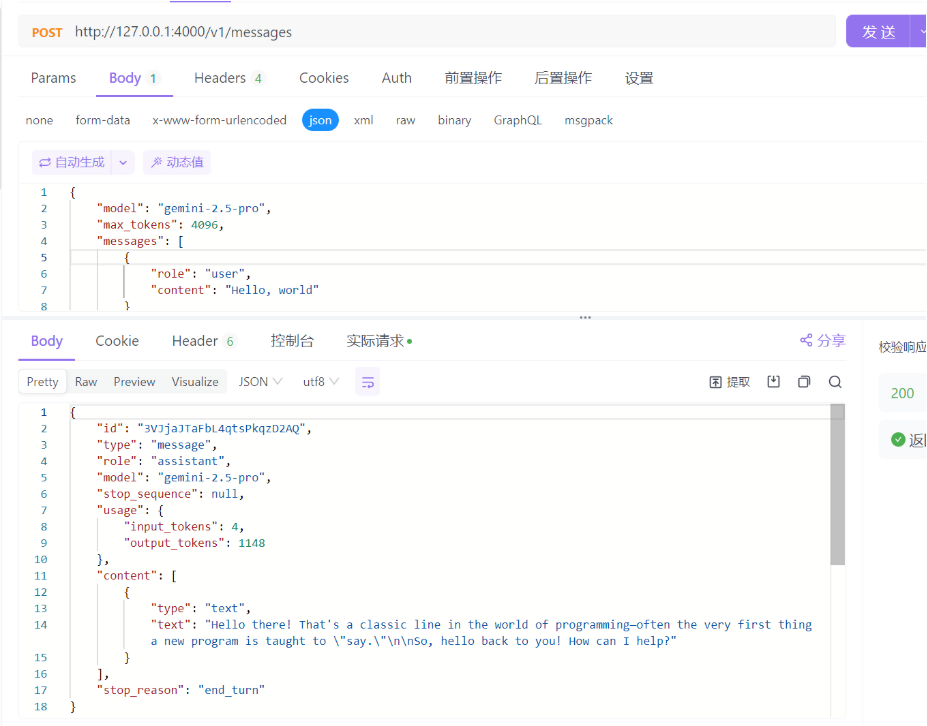 POST http://127.0.0.1:4000/v1/messages 发 送
Params Body 1 Headers 4 Cookies Auth 前置操作 后置操作 设置
none form-data x-www-form-urlencoded json xml raw binary GraphQL msgpack
自动生成 动态值
1 {
2 "model": "gemini-2.5-pro",
3 "max_tokens": 4096,
4 "messages": [
5 {
6 "role": "user",
7 "content": "Hello, world"
8 }
Body Cookie Header 6 控制台 实际请求 分享 校验响应
Pretty Raw Preview Visualize JSON utf8 提取 200
1 {
2 "id": "3VJjaJTaFbL4qtsPkqzD2AQ",
3 "type": "message", 返回
4 "role": "assistant",
5 "model": "gemini-2.5-pro",
6 "stop_sequence": null,
7 "usage": {
8 "input_tokens": 4,
9 "output_tokens": 1148
10 },
11 "content": [
12 {
13 "type": "text",
14 "text": "Hello there! That's a classic line in the world of programming—often the very first thing
a new program is taught to \"say.\"\n\nSo, hello back to you! How can I help?"
15 }
16 ],
17 "stop_reason": "end_turn"
18 }